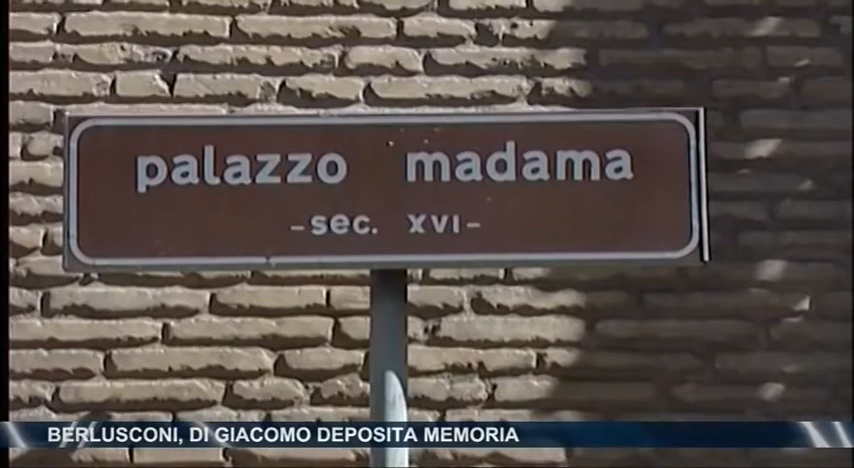 palazzo madama
-sec. XVI-
BERLUSCONI, DI GIACOMO DEPOSITA MEMORIA